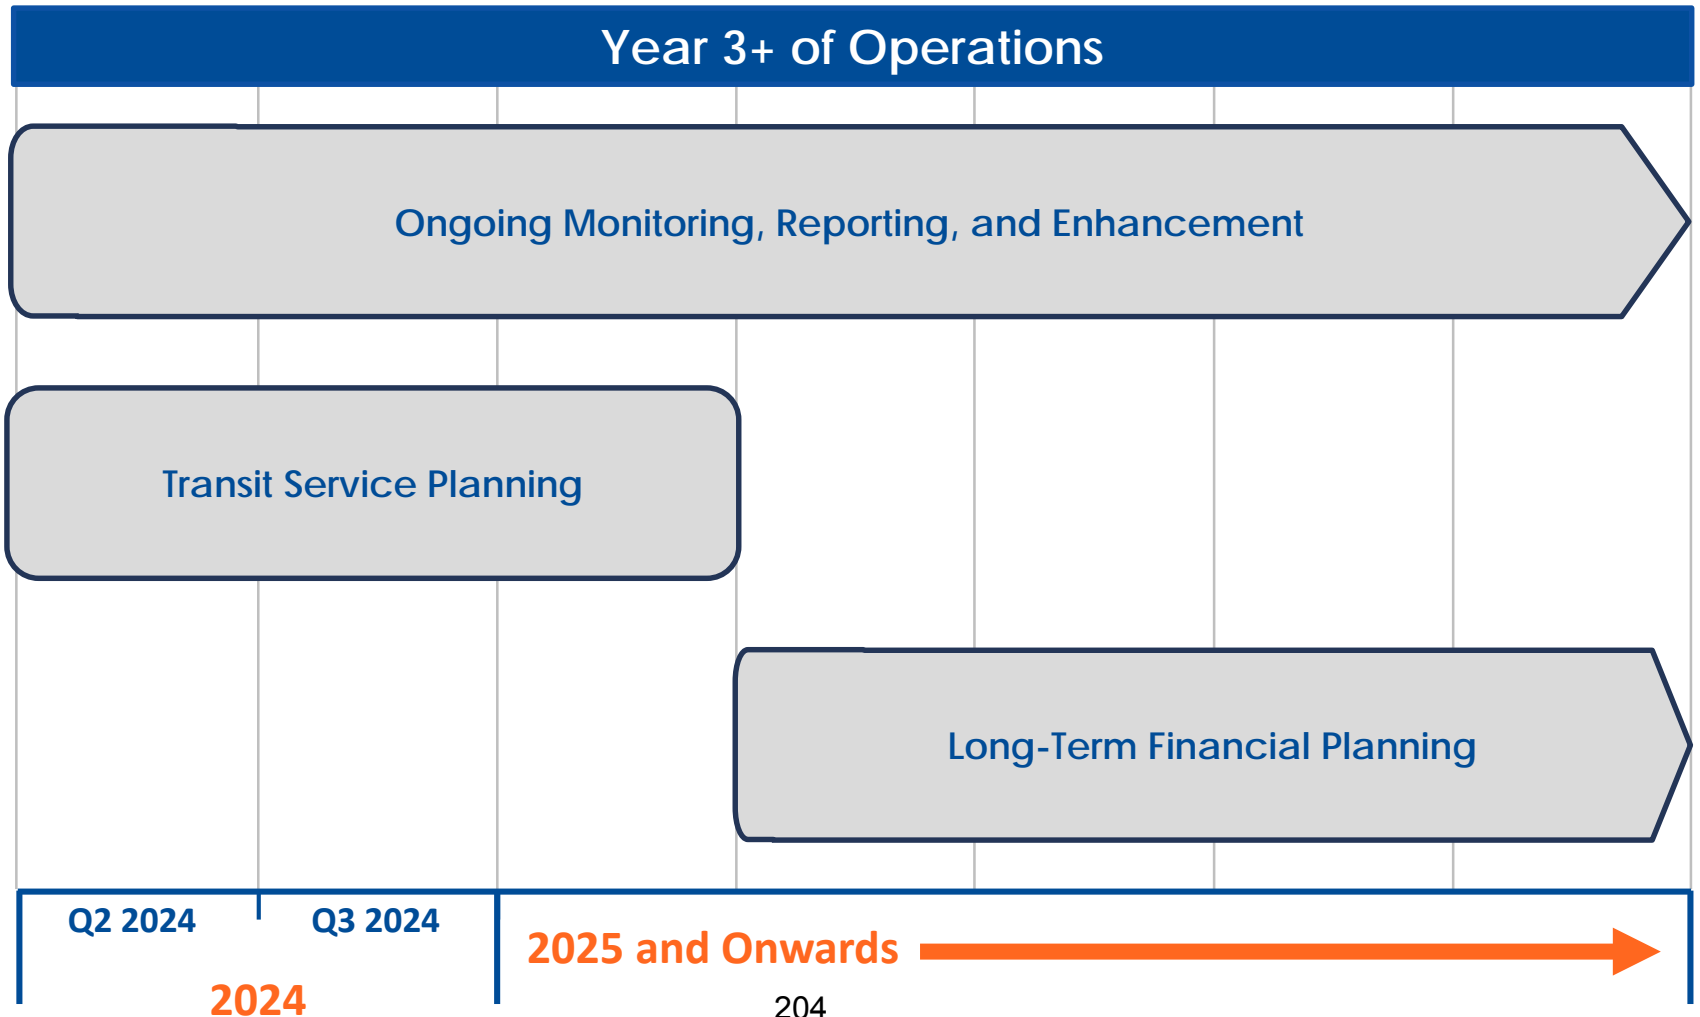 Year 3+ of Operations
Ongoing Monitoring, Reporting, and Enhancement
Transit Service Planning
Long-Term Financial Planning
Q2 2024
Q3 2024
2025 and Onwards
2024
204